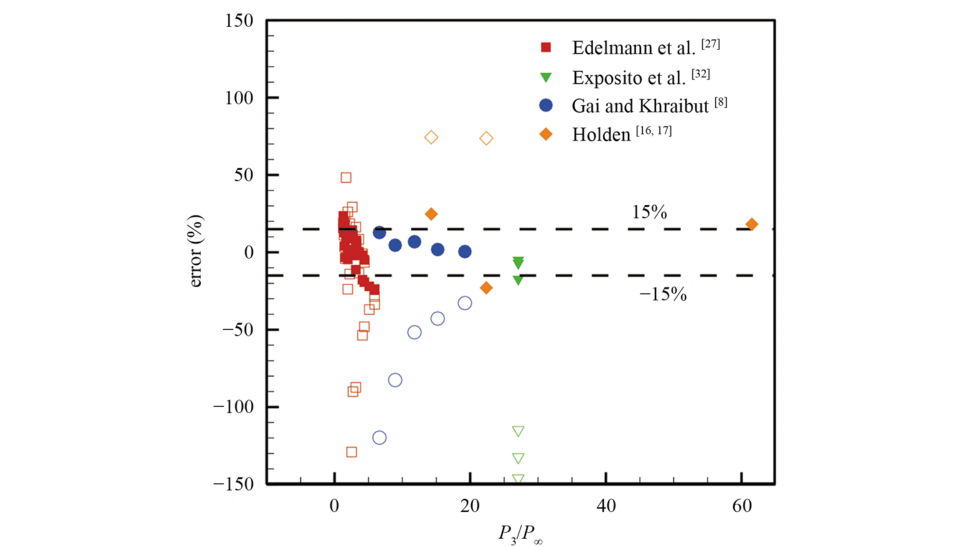 150
100
50
0
−50
−100
−150
error (%)
Edelmann et al. [27]
Exposito et al. [32]
Gai and Khraibut [8]
Holden [16, 17]
15%
−15%
0
20
40
60
P3/P∞